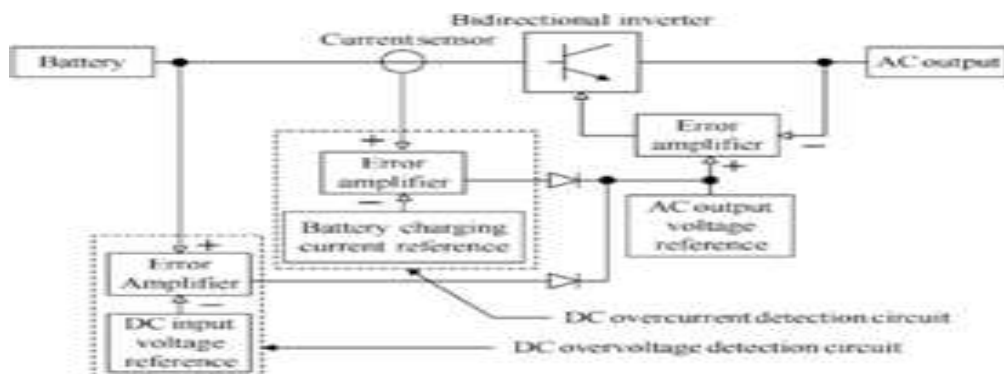 Bidirectional inverter
Current sensor
Battery
AC output
Error
amplifier
−
+
+
Error
amplifier
−
Battery charging
current reference
AC output
voltage
reference
+
Error
Amplifier
−
DC input
voltage
reference
DC overcurrent detection circuit
DC overvoltage detection circuit